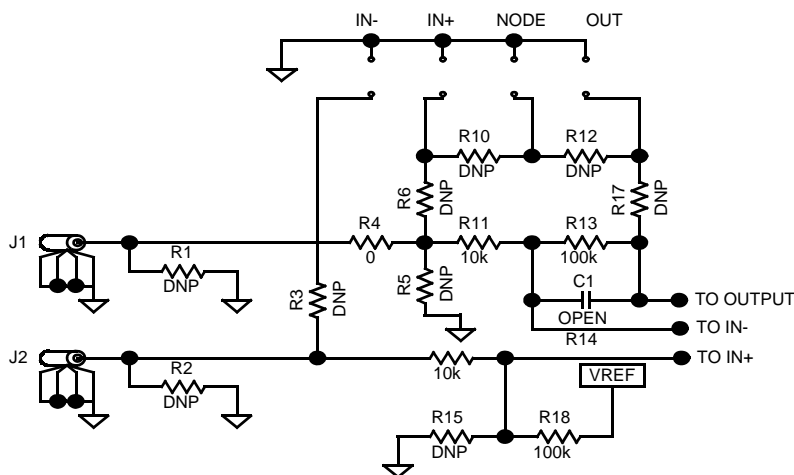 IN- IN+ NODE OUT
R10 R12
DNP DNP
R6 DNP R17 DNP
J1 R4 R11 R13
R1 0 10k 100k
DNP R5 DNP C1
R3 DNP OPEN TO OUTPUT
TO IN-
R14
J2 TO IN+
R2 10k VREF
DNP R15 R18
DNP 100k